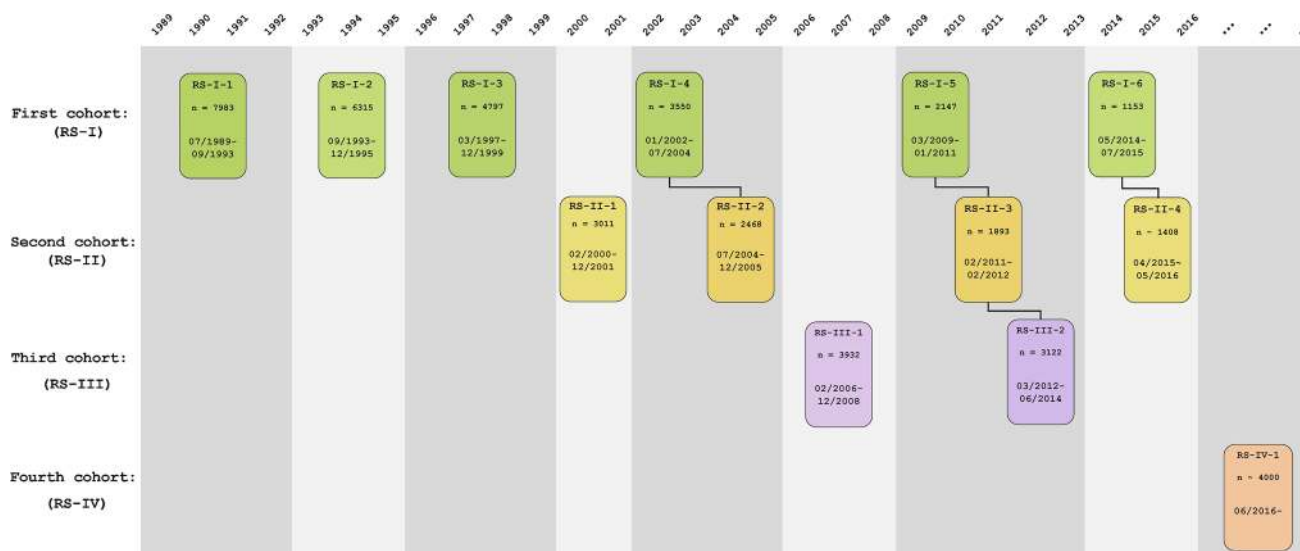 1989 1990 1991 1992 1993 1994 1995 1996 1997 1998 1999 2000 2001 2002 2003 2004 2005 2006 2007 2008 2009 2010 2011 2012 2013 2014 2015 2016 ... ...
First cohort:
(RS-I)
RS-I-1
n = 7983
07/1989-
09/1993
RS-I-2
n = 6315
09/1993-
12/1995
RS-I-3
n = 4797
03/1997-
12/1999
RS-I-4
n = 3550
01/2002-
07/2004
RS-I-5
n = 2147
03/2009-
01/2011
RS-I-6
n = 1153
05/2014-
07/2015
Second cohort:
(RS-II)
RS-II-1
n = 3011
02/2000-
12/2001
RS-II-2
n = 2468
07/2004-
12/2005
RS-II-3
n = 1893
02/2011-
02/2012
RS-II-4
n ~ 1408
04/2015~
05/2016
Third cohort:
(RS-III)
RS-III-1
n = 3932
02/2006-
12/2008
RS-III-2
n = 3122
03/2012-
06/2014
Fourth cohort:
(RS-IV)
RS-IV-1
n ~ 4000
06/2016-